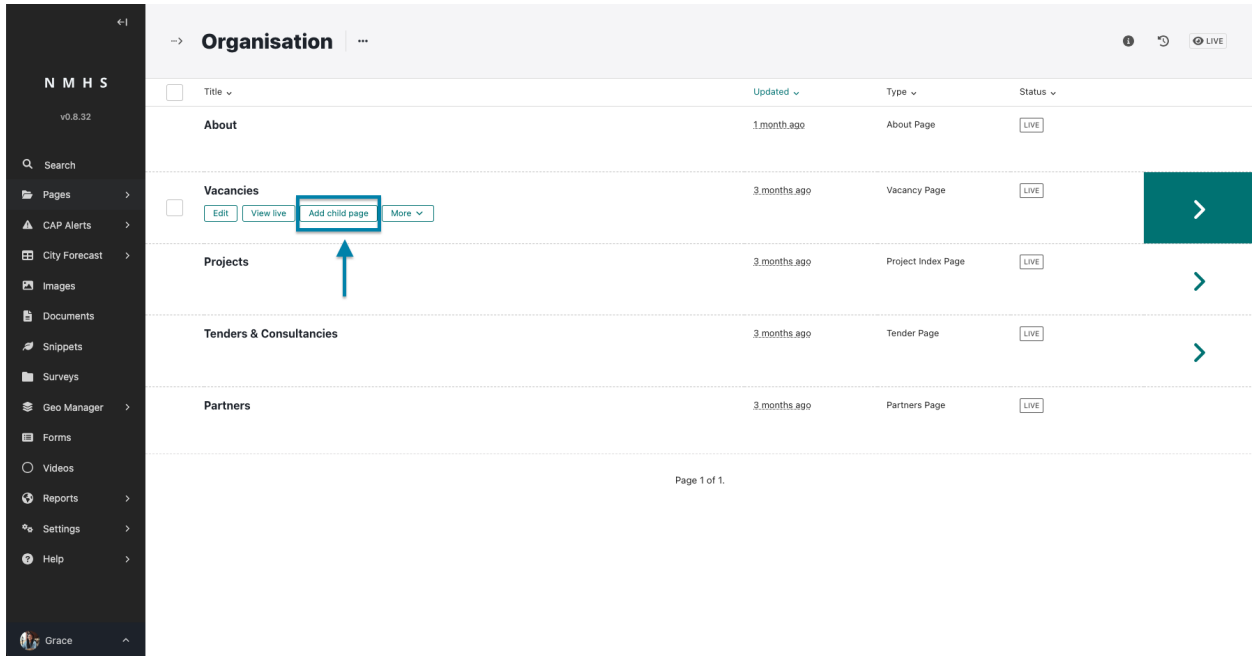 Organisation
LIVE
N M H S
v0.8.32
Search
Pages
CAP Alerts
City Forecast
Images
Documents
Snippets
Surveys
Geo Manager
Forms
Videos
Reports
Settings
Help
Grace
Title Updated Type Status
About 1 month ago About Page LIVE
Vacancies 3 months ago Vacancy Page LIVE
Edit View live Add child page More
Projects 3 months ago Project Index Page LIVE
Tenders & Consultancies 3 months ago Tender Page LIVE
Partners 3 months ago Partners Page LIVE
Page 1 of 1.